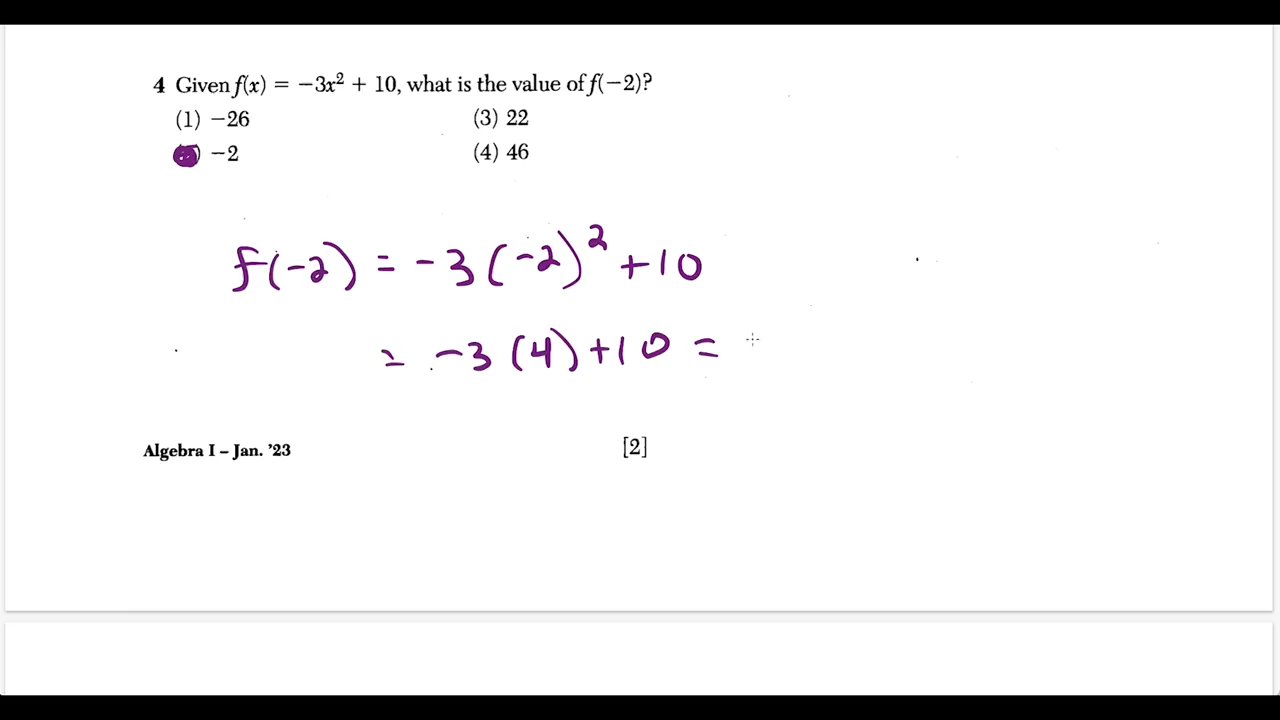 4 Given f(x) = −3x² + 10, what is the value of f(−2)?
(1) −26 (3) 22
) −2 (4) 46
f(-2) = -3(-2)² +10
= -3(4)+10 =
Algebra I – Jan. ’23 [2]